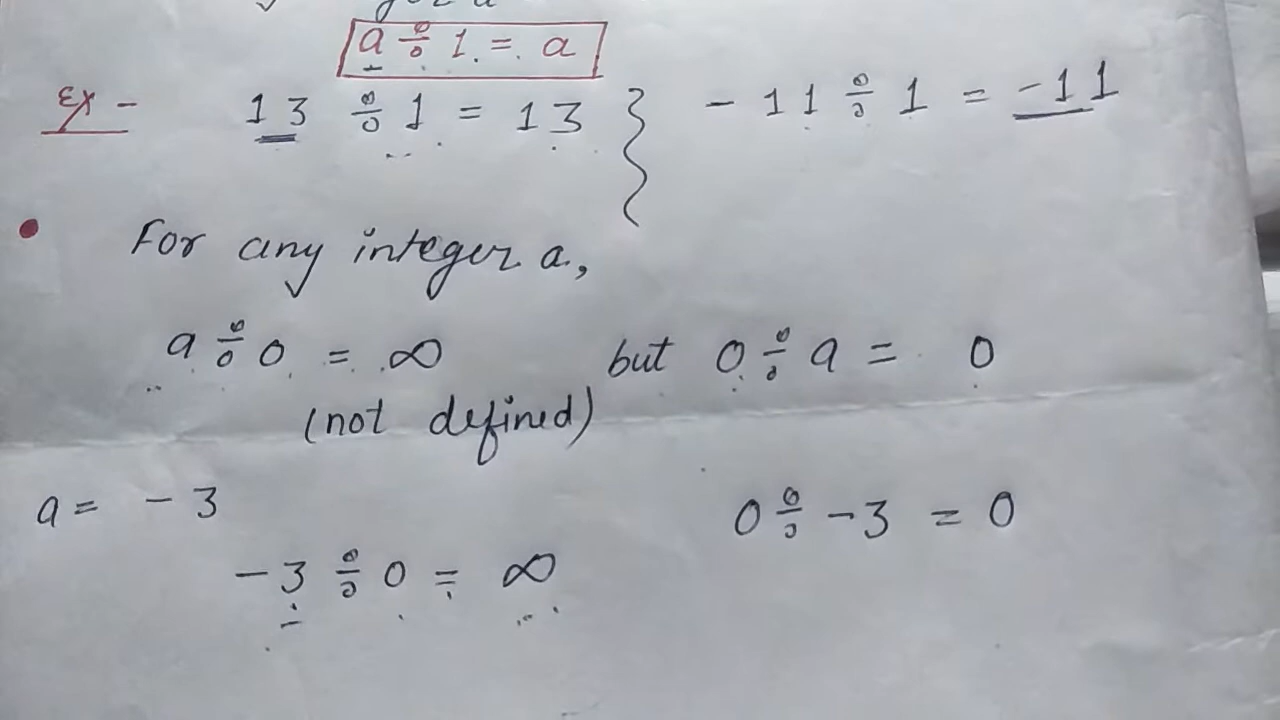 a ÷ 1 = a
Ex - 13 ÷ 1 = 13 } - 11 ÷ 1 = -11
• For any integer a,
a ÷ 0 = ∞ but 0 ÷ a = 0
(not defined)
a = - 3 0 ÷ -3 = 0
-3 ÷ 0 = ∞